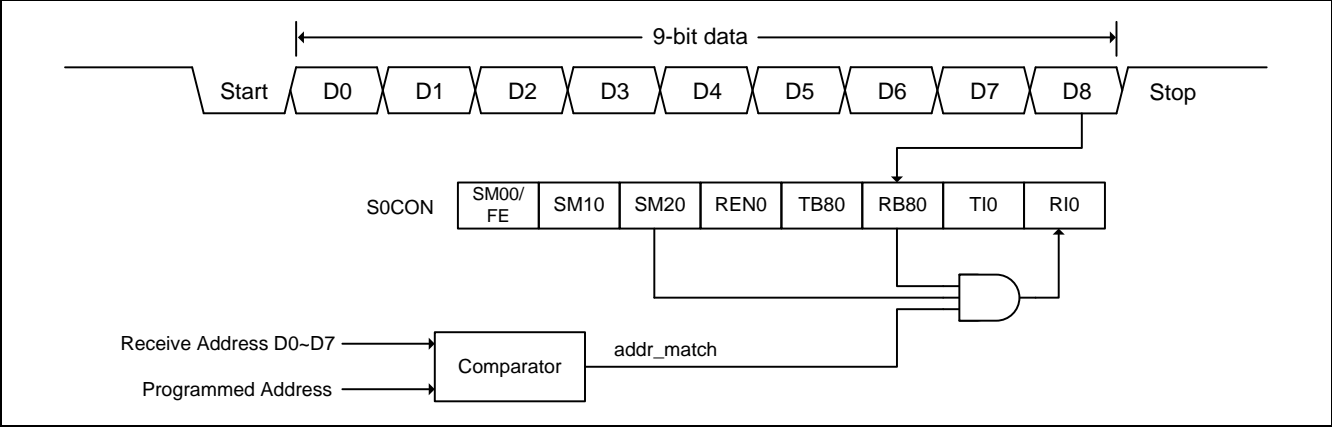 9-bit data
Start D0 D1 D2 D3 D4 D5 D6 D7 D8 Stop
S0CON SM00/ FE SM10 SM20 REN0 TB80 RB80 TI0 RI0
Receive Address D0~D7
addr_match
Comparator
Programmed Address